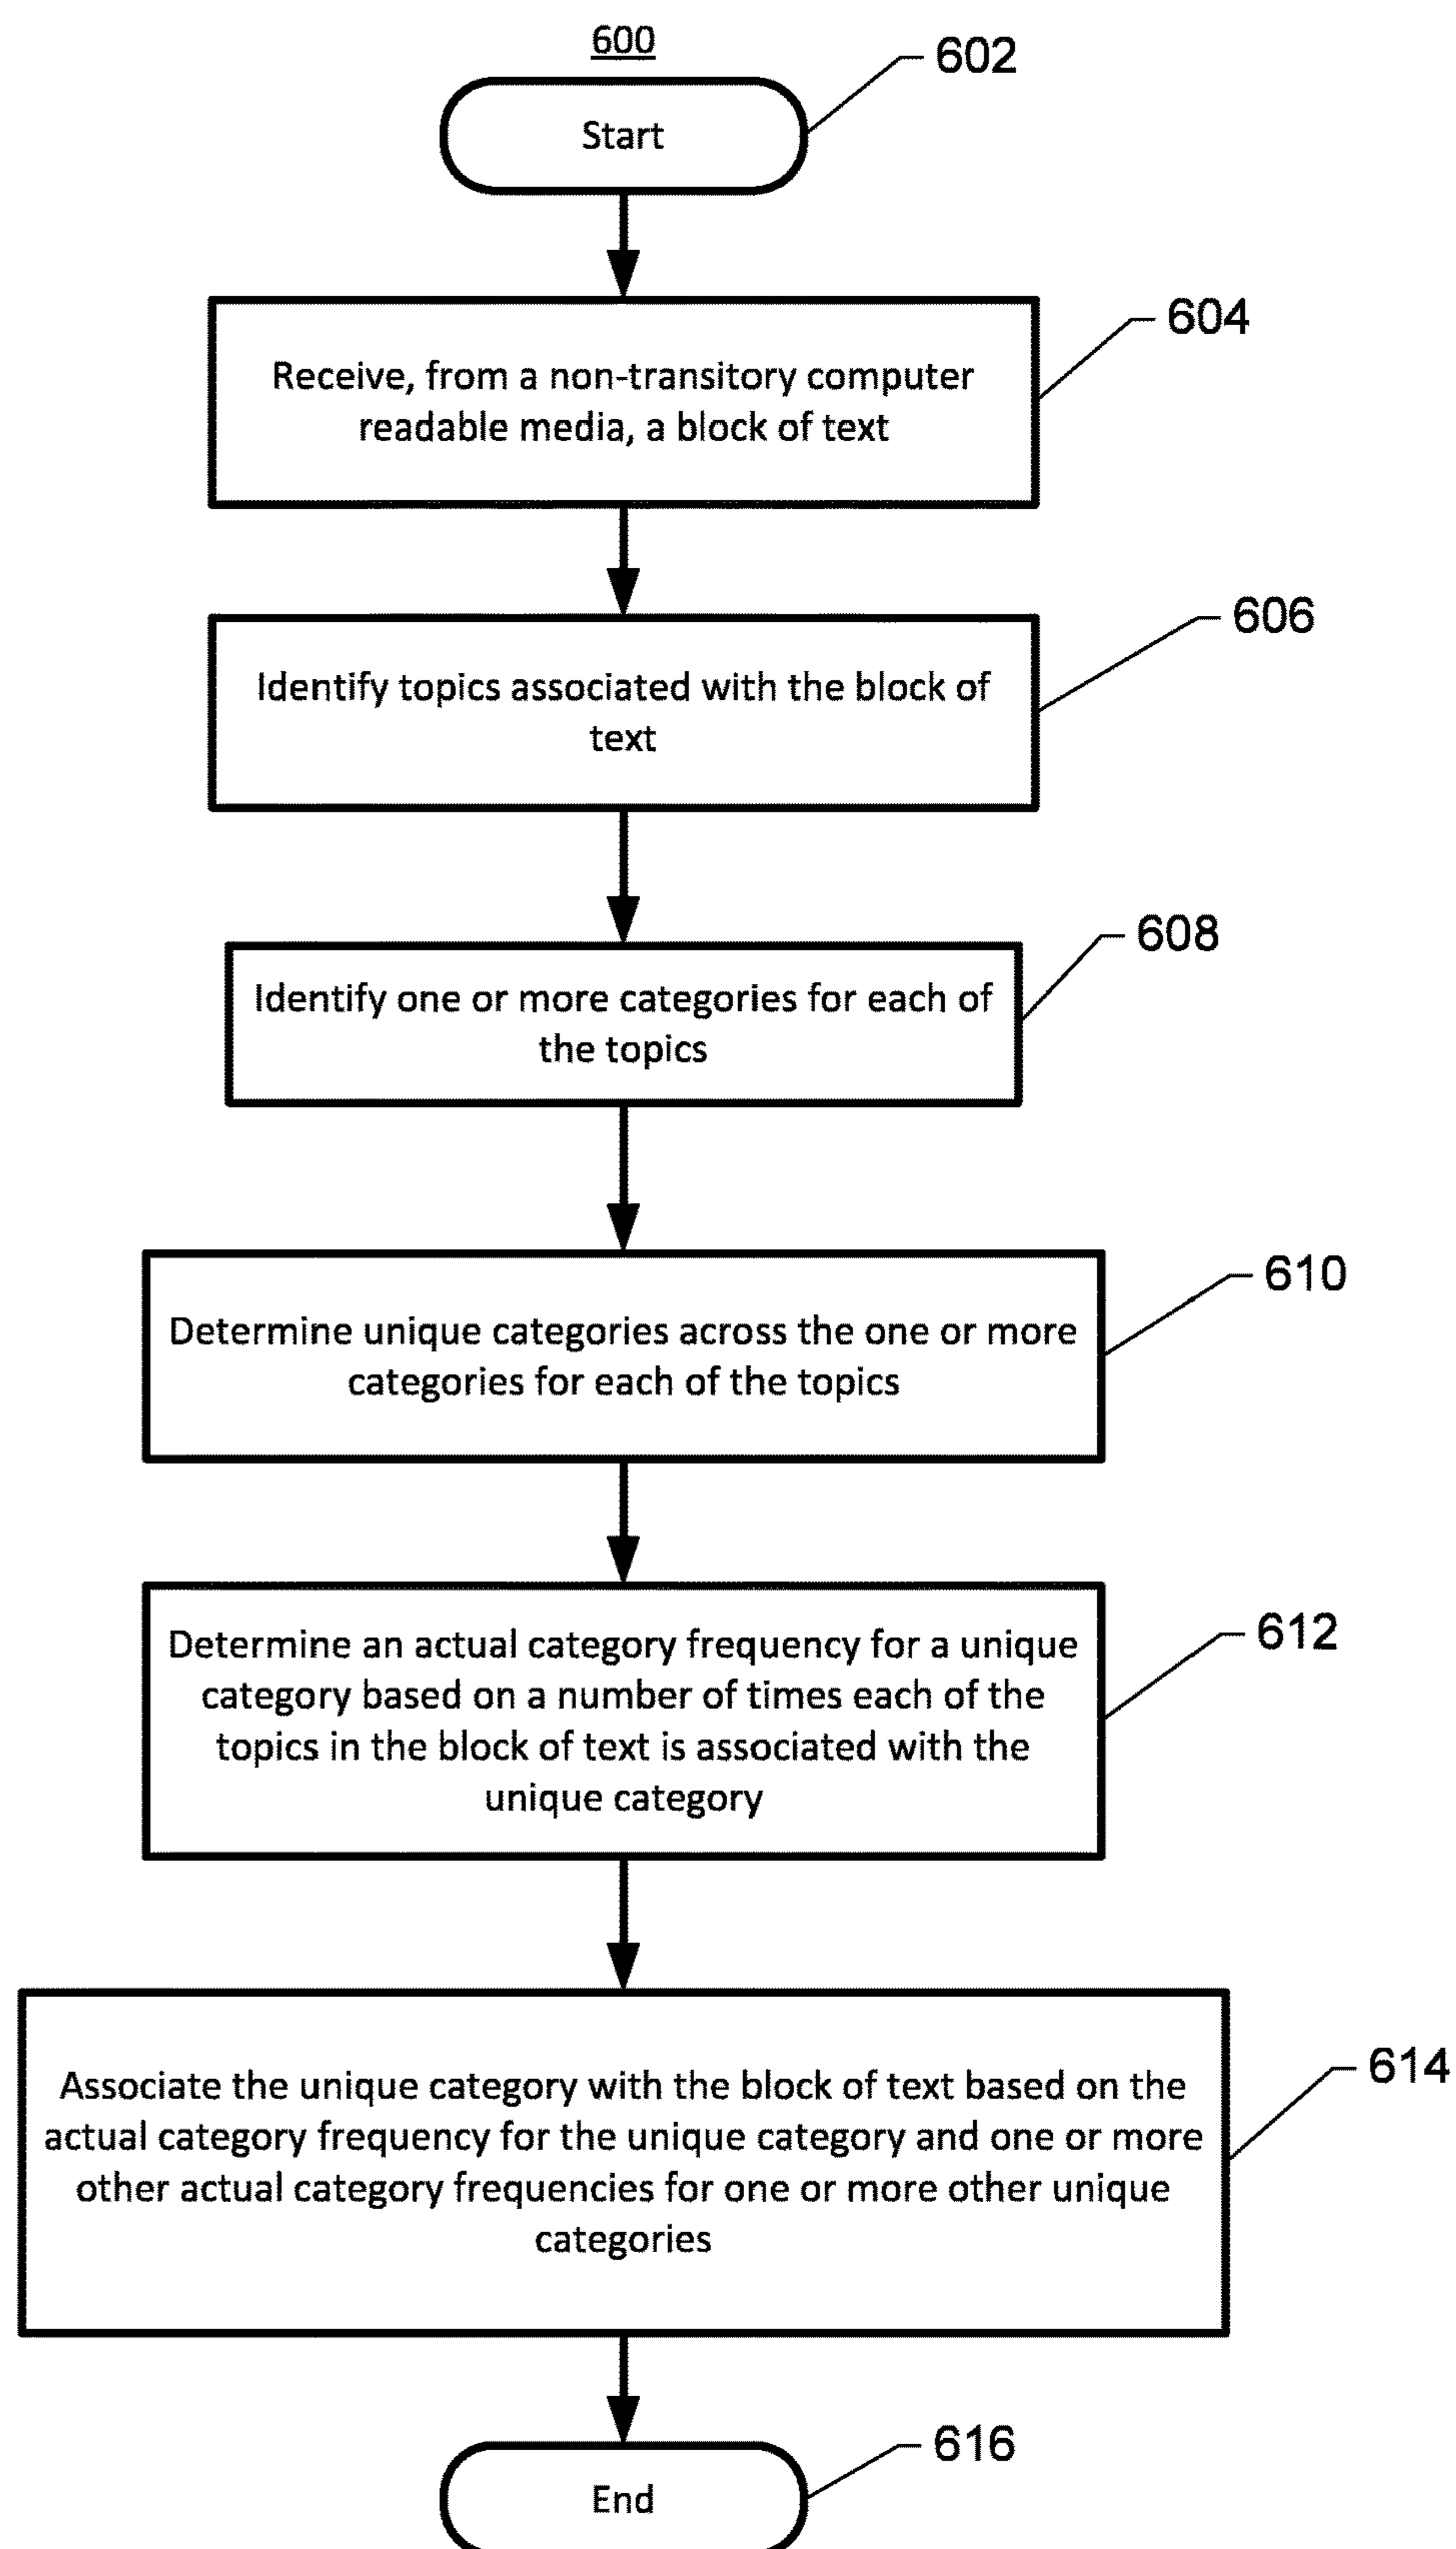 600
602
Start
604
Receive, from a non-transitory computer
readable media, a block of text
606
Identify topics associated with the block of
text
608
Identify one or more categories for each of
the topics
610
Determine unique categories across the one or more
categories for each of the topics
612
Determine an actual category frequency for a unique
category based on a number of times each of the
topics in the block of text is associated with the
unique category
614
Associate the unique category with the block of text based on the
actual category frequency for the unique category and one or more
other actual category frequencies for one or more other unique
categories
616
End